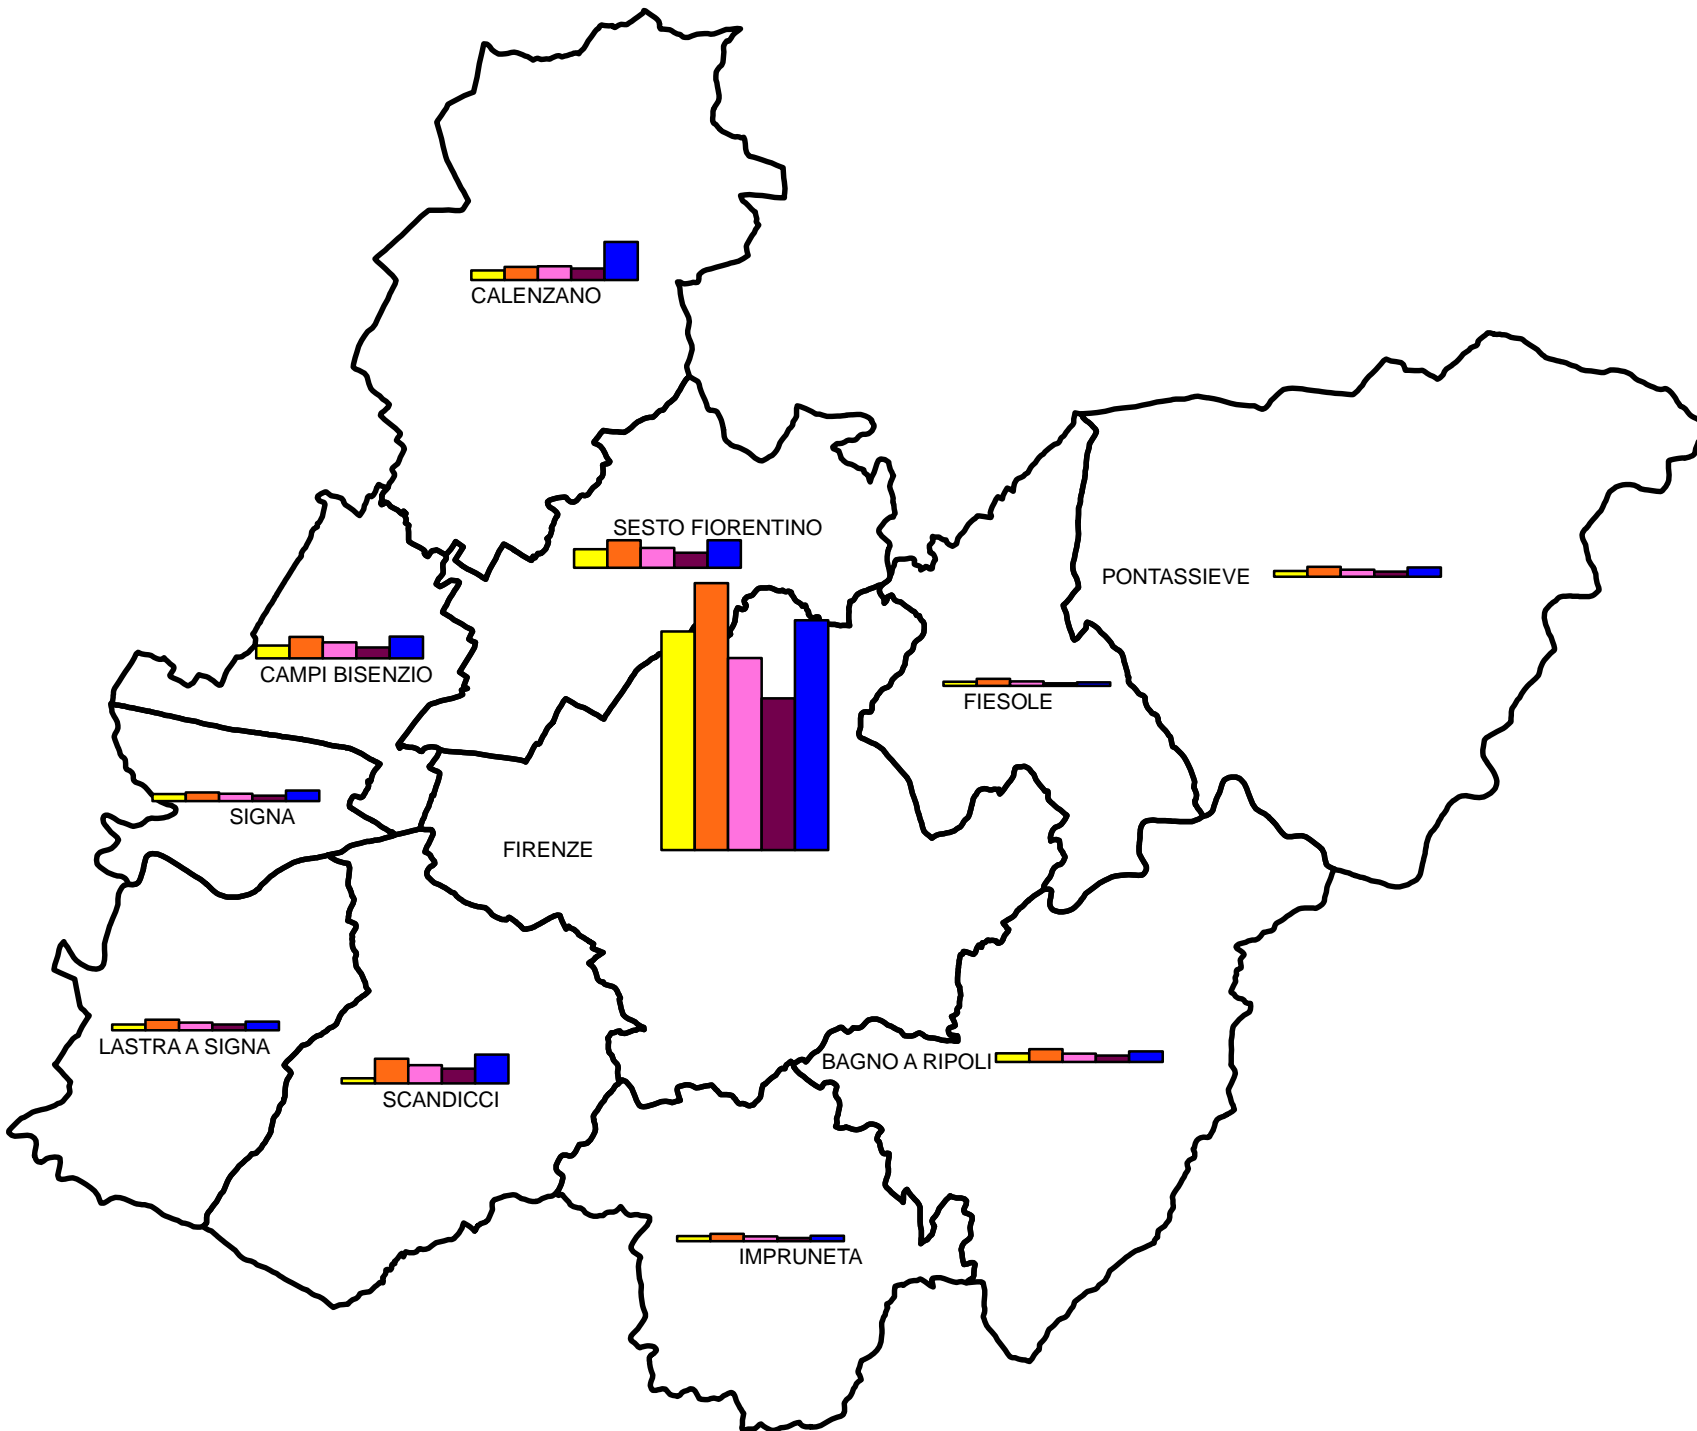 CALENZANO
SESTO FIORENTINO
PONTASSIEVE
CAMPI BISENZIO
FIESOLE
SIGNA
FIRENZE
LASTRA A SIGNA
BAGNO A RIPOLI
SCANDICCI
IMPRUNETA